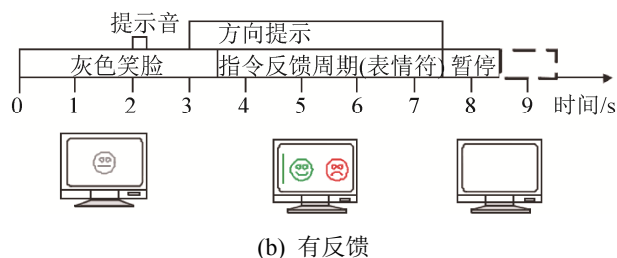 提示音
方向提示
灰色笑脸 指令反馈周期(表情符) 暂停
0 1 2 3 4 5 6 7 8 9 时间/s
(b) 有反馈